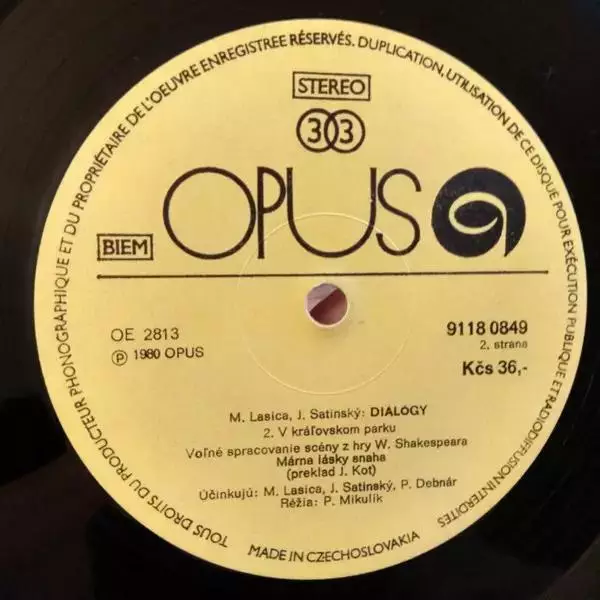 TOUS DROITS DU PRODUCTEUR PHONOGRAPHIQUE ET DU PROPRIÉTAIRE DE L'OEUVRE ENREGISTREE RÉSERVÉS. DUPLICATION, UTILISATION DE CE DISQUE POUR EXÉCUTION PUBLIQUE ET RADIODIFFUSION INTERDITES
STEREO
33
OPUS
BIEM
OE 2813
℗ 1980 OPUS
9118 0849
2. strana
Kčs 36,-
M. Lasica, J. Satinský: DIALÓGY
2. V kráľovskom parku
Voľné spracovanie scény z hry W. Shakespeara
Márna lásky snaha
(preklad J. Kot)
Účinkujú: M. Lasica, J. Satinský, P. Debnár
Réžia: P. Mikulík
MADE IN CZECHOSLOVAKIA